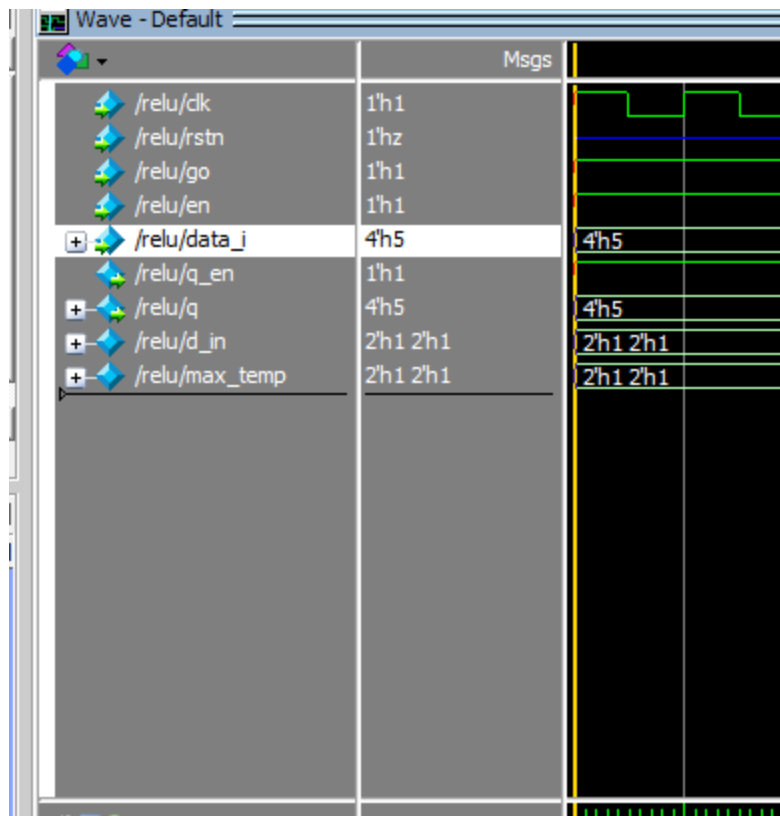 Wave - Default
Msgs
/relu/clk 1'h1
/relu/rstn 1'hz
/relu/go 1'h1
/relu/en 1'h1
/relu/data_i 4'h5 4'h5
/relu/q_en 1'h1
/relu/q 4'h5 4'h5
/relu/d_in 2'h1 2'h1 2'h1 2'h1
/relu/max_temp 2'h1 2'h1 2'h1 2'h1